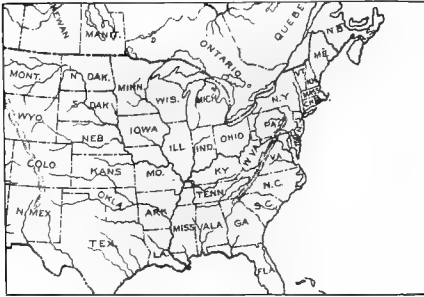 MANIT.
ONTARIO
QUEBEC
N.B.
ME.
MONT.
N. DAK.
MINN.
S. DAK.
WIS.
MICH.
N.Y.
VT.
N.H.
MASS
WYO.
NEB.
IOWA
ILL.
IND.
OHIO
PA.
COLO.
KANS.
MO.
KY.
W.VA.
VA.
N. MEX.
OKLA.
ARK.
TENN.
N.C.
S.C.
TEX.
LA.
MISS.
ALA.
GA.
FLA.